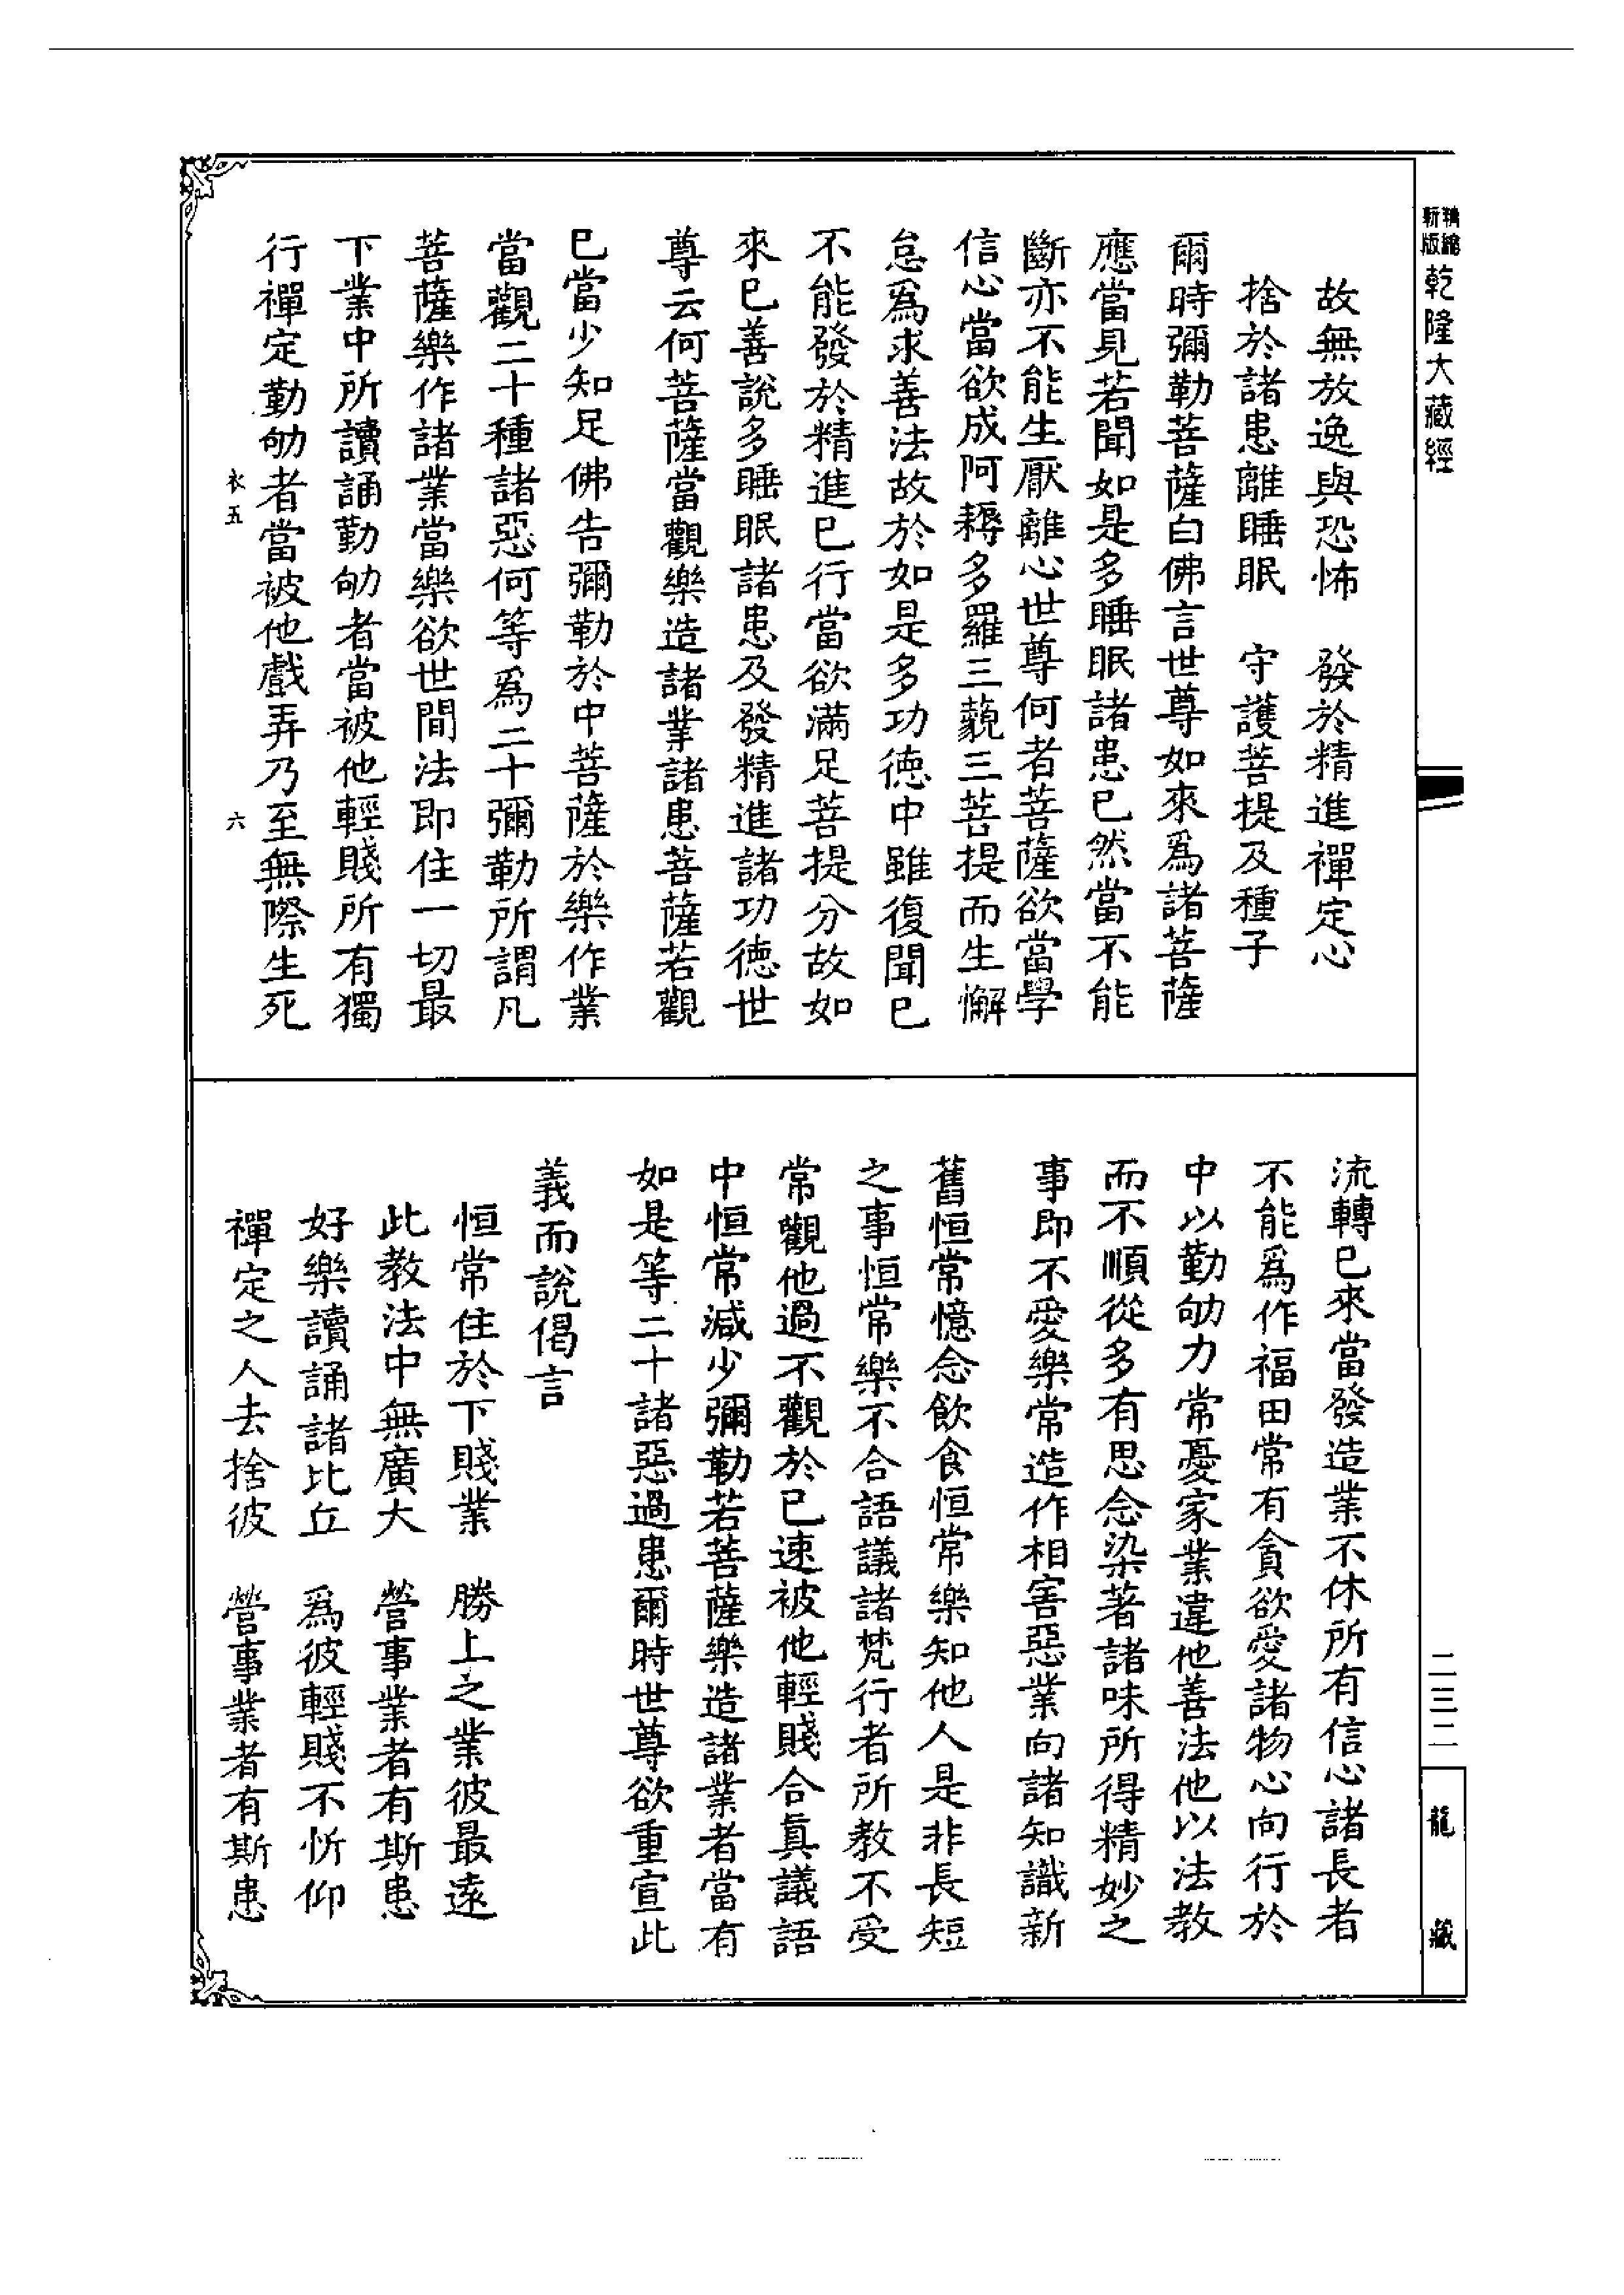 精縮新版乾隆大藏經
故無放逸與恐怖　發於精進禪定心
捨於諸患離睡眠　守護菩提及種子
爾時彌勒菩薩白佛言世尊如來爲諸菩薩
應當見若聞如是多睡眠諸患已然當不能
斷亦不能生厭離心世尊何者菩薩欲當學
信心當欲成阿耨多羅三藐三菩提而生懈
怠爲求善法故於如是多功德中雖復聞已
不能發於精進已行當欲滿足菩提分故如
來已善說多睡眠諸患及發精進諸功德世
尊云何菩薩當觀樂造諸業諸患菩薩若觀
已當少知足佛告彌勒於中菩薩於樂作業
當觀二十種諸惡何等爲二十彌勒所謂凡
菩薩樂作諸業當樂欲世間法即住一切最
下業中所讀誦勤劬者當被他輕賤所有獨
行禪定勤劬者當被他戲弄乃至無際生死
衣五　六
流轉已來當發造業不休所有信心諸長者
不能爲作福田常有貪欲愛諸物心向行於
中以勤劬力常憂家業違他善法他以法教
而不順從多有思念染著諸味所得精妙之
事即不愛樂常造作相害惡業向諸知識新
舊恒常憶念飲食恒常樂知他人是非長短
之事恒常樂不合語議諸梵行者所教不受
常觀他過不觀於已速被他輕賤合真議語
中恒常減少彌勒若菩薩樂造諸業者當有
如是等二十諸惡過患爾時世尊欲重宣此
義而說偈言
恒常住於下賤業　勝上之業彼最遠
此教法中無廣大　營事業者有斯患
好樂讀誦諸比丘　爲彼輕賤不忻仰
禪定之人去捨彼　營事業者有斯患
二三二
龍藏